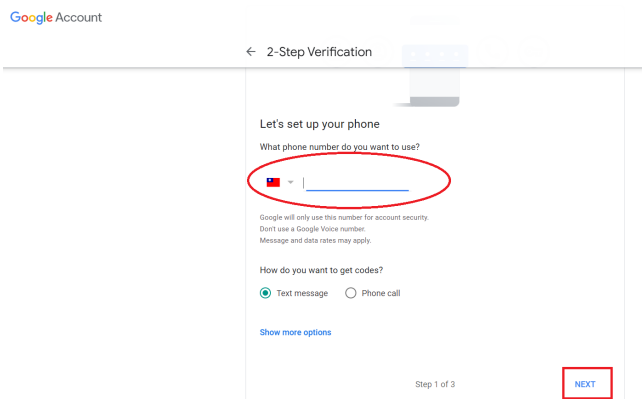 Google Account
2-Step Verification
Let's set up your phone
What phone number do you want to use?
Google will only use this number for account security.
Don't use a Google Voice number.
Message and data rates may apply.
How do you want to get codes?
Text message Phone call
Show more options
Step 1 of 3 NEXT